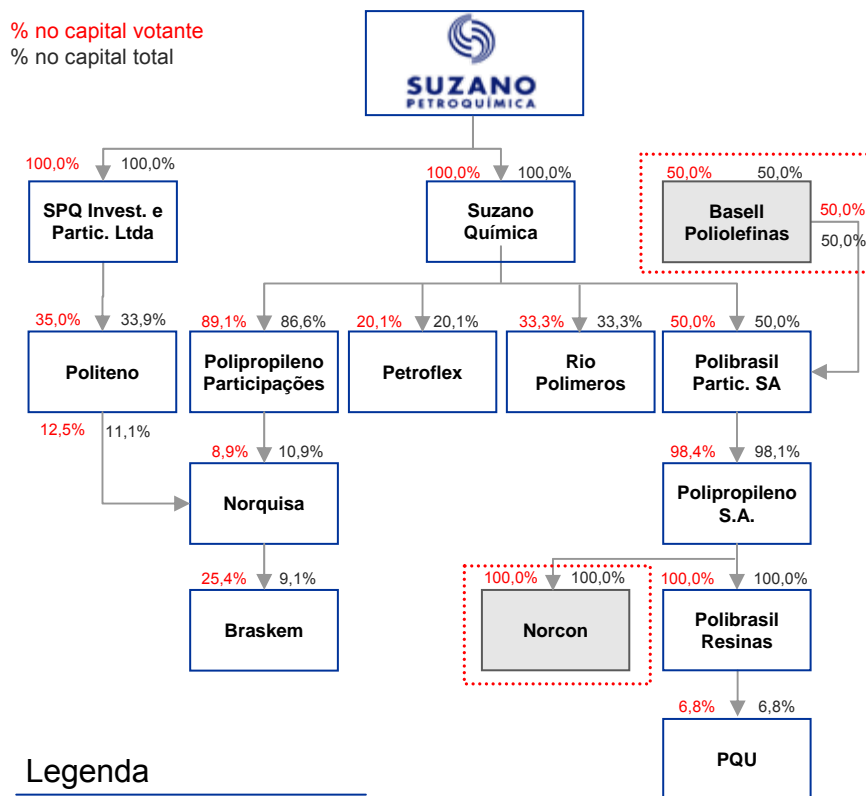 % no capital votante
% no capital total
SUZANO
PETROQUÍMICA
100,0% 100,0%
SPQ Invest. e
Partic. Ltda
100,0% 100,0%
Suzano
Química
50,0% 50,0%
Basell
Poliolefinas
50,0%
50,0%
35,0% 33,9%
Politeno
89,1% 86,6%
Polipropileno
Participações
20,1% 20,1%
Petroflex
33,3% 33,3%
Rio
Polimeros
50,0% 50,0%
Polibrasil
Partic. SA
12,5% 11,1%
8,9% 10,9%
Norquisa
98,4% 98,1%
Polipropileno
S.A.
25,4% 9,1%
Braskem
100,0% 100,0%
Norcon
100,0% 100,0%
Polibrasil
Resinas
6,8% 6,8%
PQU
Legenda